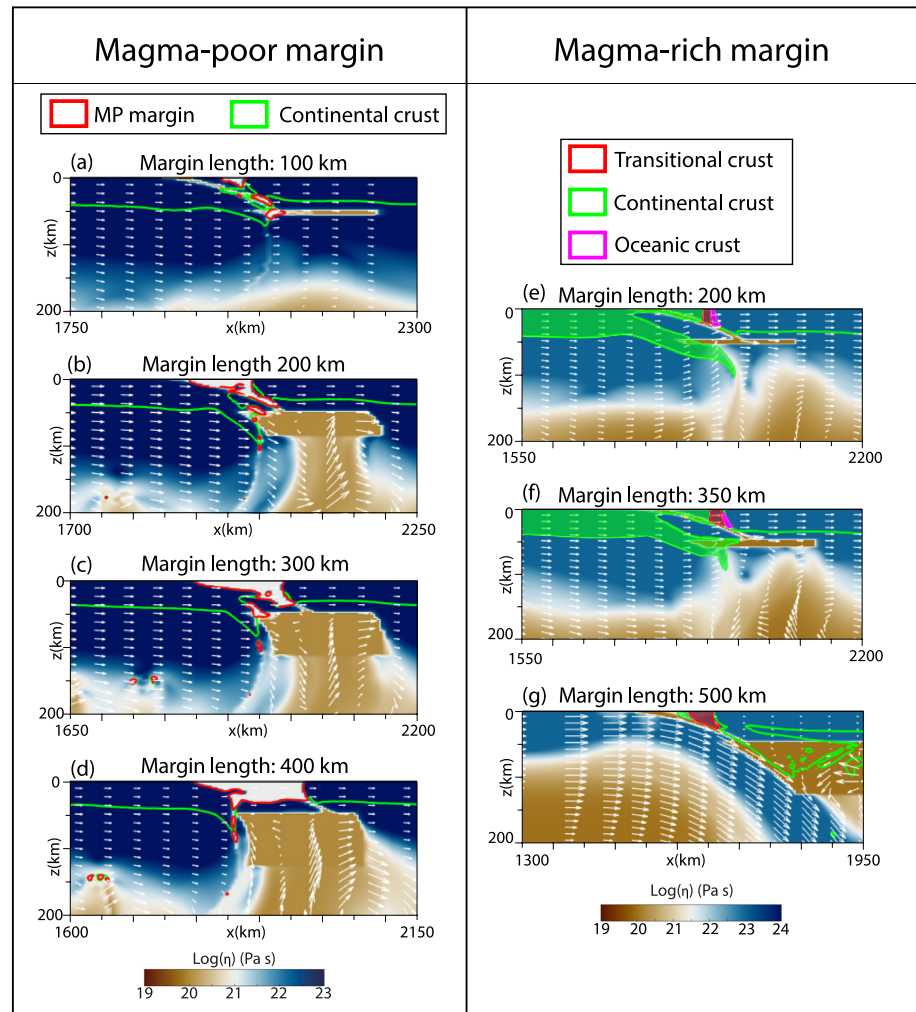 Magma-poor margin
MP margin Continental crust
(a) Margin length: 100 km
0
z(km)
200
1750 x(km) 2300
(b) Margin length 200 km
0
z(km)
200
1700 x(km) 2250
(c) Margin length: 300 km
0
z(km)
200
1650 x(km) 2200
(d) Margin length: 400 km
0
z(km)
200
1600 x(km) 2150
Log(η) (Pa s)
19 20 21 22 23
Magma-rich margin
Transitional crust
Continental crust
Oceanic crust
(e) Margin length: 200 km
0
z(km)
200
1550 2200
(f) Margin length: 350 km
0
z(km)
200
1550 2200
(g) Margin length: 500 km
0
z(km)
200
1300 x(km) 1950
Log(η) (Pa s)
19 20 21 22 23 24